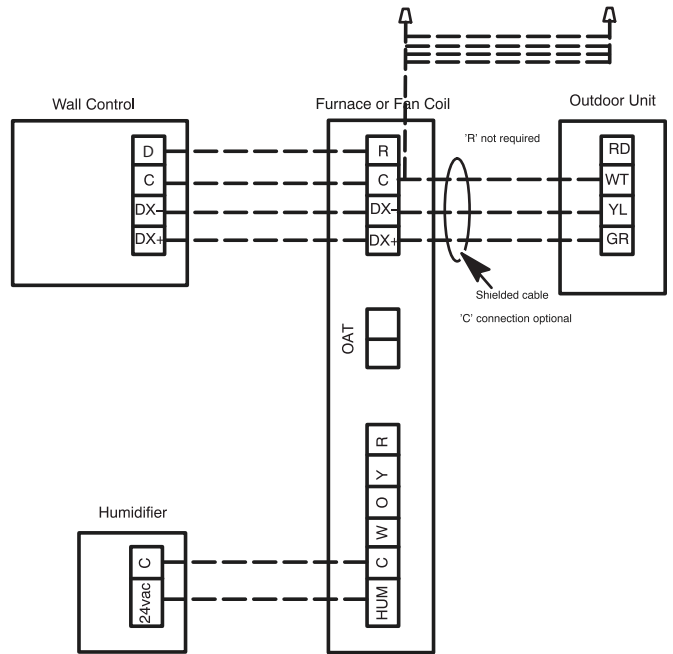 Wall Control
Furnace or Fan Coil
Outdoor Unit
'R' not required
D
C
DX-
DX+
R
C
DX-
DX+
RD
WT
YL
GR
Shielded cable
'C' connection optional
OAT
R
Y
O
W
C
HUM
Humidifier
C
24vac